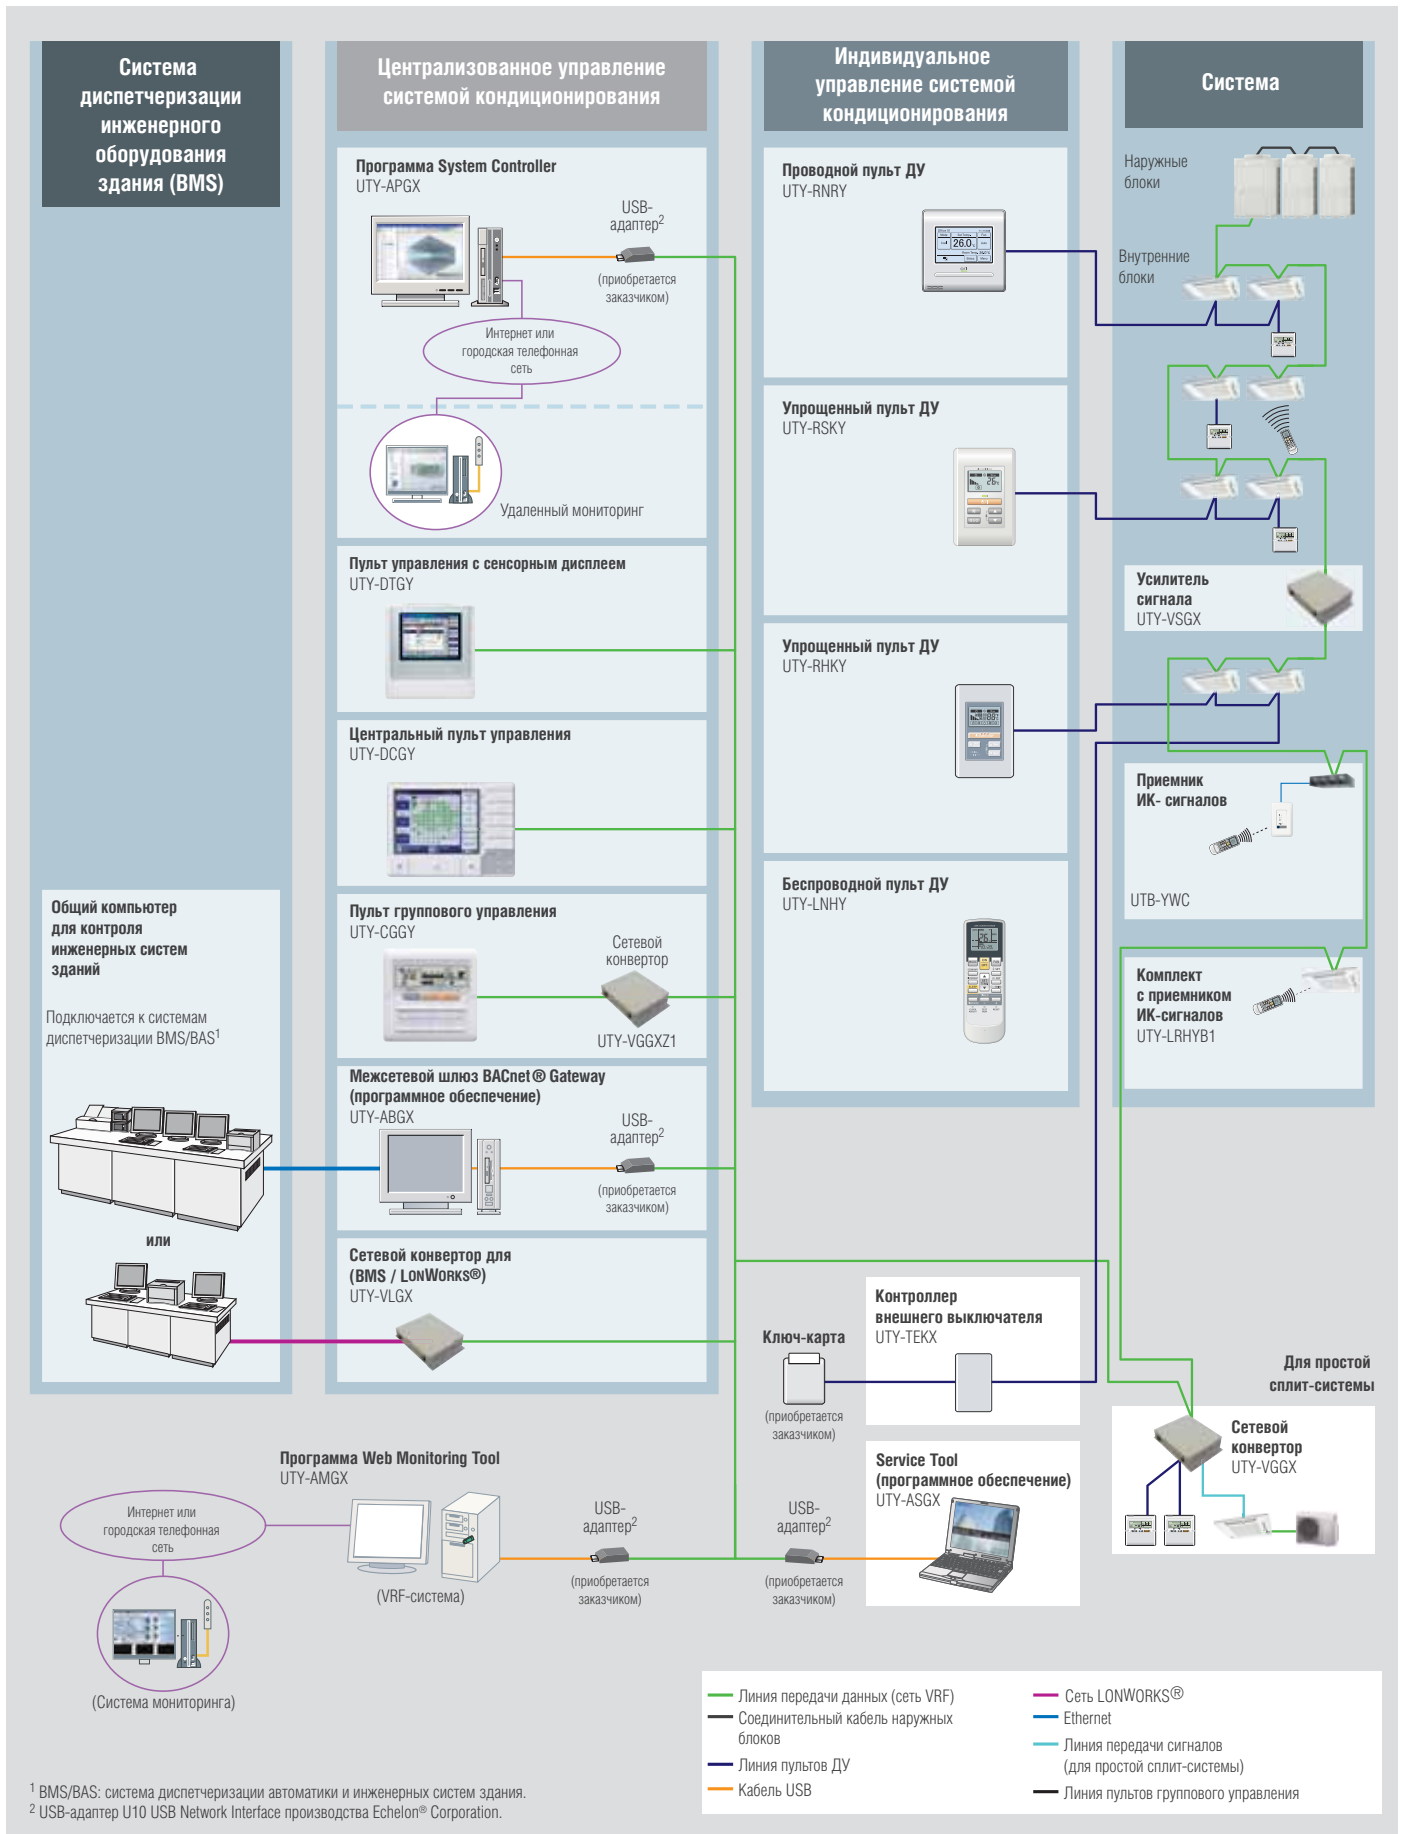 Система
диспетчеризации
инженерного
оборудования
здания (BMS)
Общий компьютер
для контроля
инженерных систем
зданий
Подключается к системам
диспетчеризации BMS/BAS1
или
Централизованное управление
системой кондиционирования
Программа System Controller
UTY-APGX
USB-
адаптер2
(приобретается
заказчиком)
Интернет или
городская телефонная
сеть
Удаленный мониторинг
Пульт управления с сенсорным дисплеем
UTY-DTGY
Центральный пульт управления
UTY-DCGY
Пульт группового управления
UTY-CGGY
Сетевой
конвертор
UTY-VGGXZ1
Межсетевой шлюз BACnet® Gateway
(программное обеспечение)
UTY-ABGX
USB-
адаптер2
(приобретается
заказчиком)
Сетевой конвертор для
(BMS / LONWORKS®)
UTY-VLGX
Индивидуальное
управление системой
кондиционирования
Проводной пульт ДУ
UTY-RNRY
26.0
Упрощенный пульт ДУ
UTY-RSKY
26
Упрощенный пульт ДУ
UTY-RHKY
Беспроводной пульт ДУ
UTY-LNHY
Система
Наружные
блоки
Внутренние
блоки
Усилитель
сигнала
UTY-VSGX
Приемник
ИК- сигналов
UTB-YWC
Комплект
с приемником
ИК-сигналов
UTY-LRHYB1
Контроллер
внешнего выключателя
UTY-TEKX
Ключ-карта
(приобретается
заказчиком)
Для простой
сплит-системы
Сетевой
конвертор
UTY-VGGX
Программа Web Monitoring Tool
UTY-AMGX
Интернет или
городская телефонная
сеть
(VRF-система)
(Система мониторинга)
USB-
адаптер2
(приобретается
заказчиком)
USB-
адаптер2
(приобретается
заказчиком)
Service Tool
(программное обеспечение)
UTY-ASGX
Линия передачи данных (сеть VRF)
Соединительный кабель наружных
блоков
Линия пультов ДУ
Кабель USB
Сеть LONWORKS®
Ethernet
Линия передачи сигналов
(для простой сплит-системы)
Линия пультов группового управления
1 BMS/BAS: система диспетчеризации автоматики и инженерных систем здания.
2 USB-адаптер U10 USB Network Interface производства Echelon® Corporation.